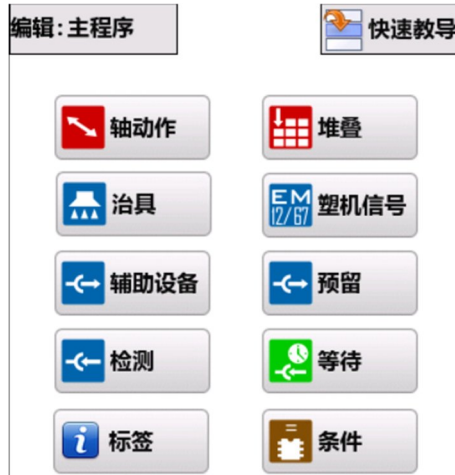 编辑:主程序
快速教导
轴动作
堆叠
治具
EM
12/67
塑机信号
辅助设备
预留
检测
等待
i
标签
条件